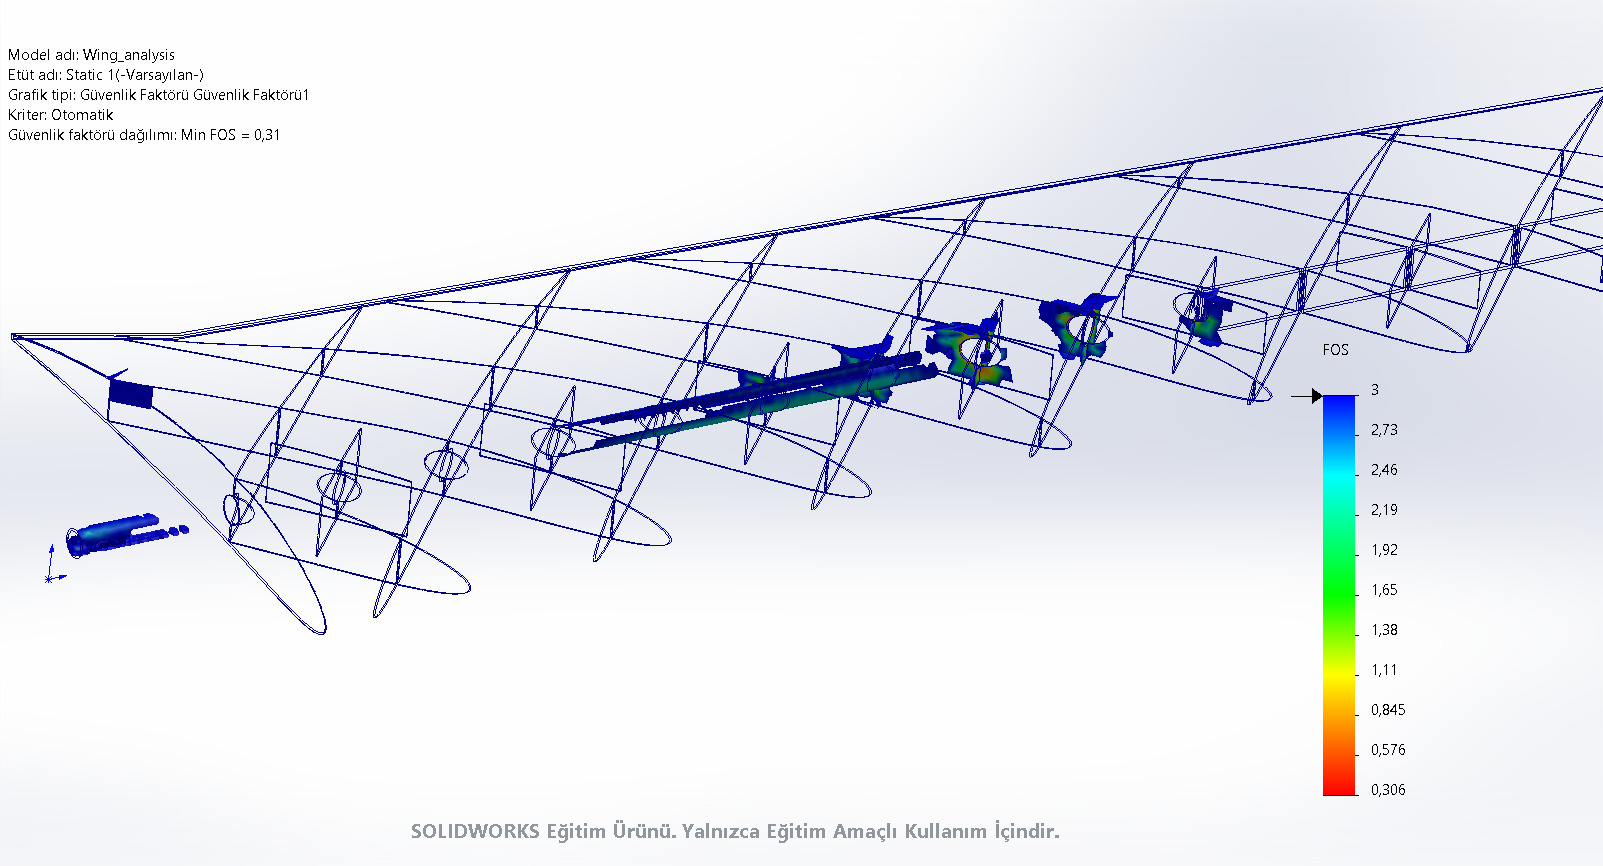 Model adı: Wing_analysis
Etüt adı: Static 1(-Varsayılan-)
Grafik tipi: Güvenlik Faktörü Güvenlik Faktörü1
Kriter: Otomatik
Güvenlik faktörü dağılımı: Min FOS = 0,31
FOS
3
2,73
2,46
2,19
1,92
1,65
1,38
1,11
0,845
0,576
0,306
SOLIDWORKS Eğitim Ürünü. Yalnızca Eğitim Amaçlı Kullanım İçindir.